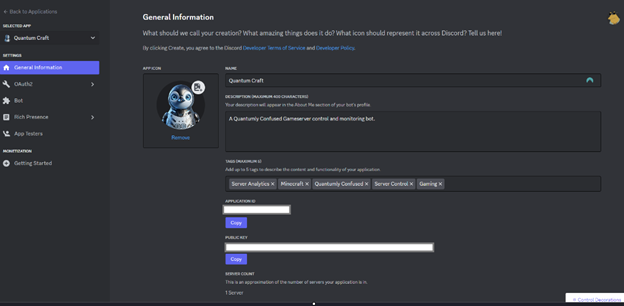 ← Back to Applications
SELECTED APP
Quantum Craft
SETTINGS
General Information
OAuth2
Bot
Rich Presence
App Testers
MONETIZATION
Getting Started
General Information
What should we call your creation? What amazing things does it do? What icon should represent it across Discord? Tell us here!
By clicking Create, you agree to the Discord Developer Terms of Service and Developer Policy.
APP ICON
Remove
NAME
Quantum Craft
DESCRIPTION (MAXIMUM 400 CHARACTERS)
Your description will appear in the About Me section of your bot's profile.
A Quantumly Confused Gameserver control and monitoring bot.
TAGS (MAXIMUM 5)
Add up to 5 tags to describe the content and functionality of your application.
Server Analytics × Minecraft × Quantumly Confused × Server Control × Gaming ×
APPLICATION ID
Copy
PUBLIC KEY
Copy
SERVER COUNT
This is an approximation of the number of servers your application is in.
1 Server
Control Decorations